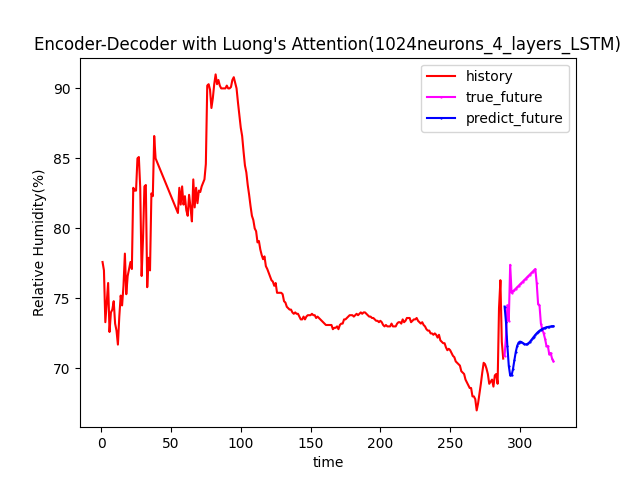 Encoder-Decoder with Luong's Attention(1024neurons_4_layers_LSTM)
history
true_future
predict_future
Relative Humidity(%)
90
85
80
75
70
0 50 100 150 200 250 300
time